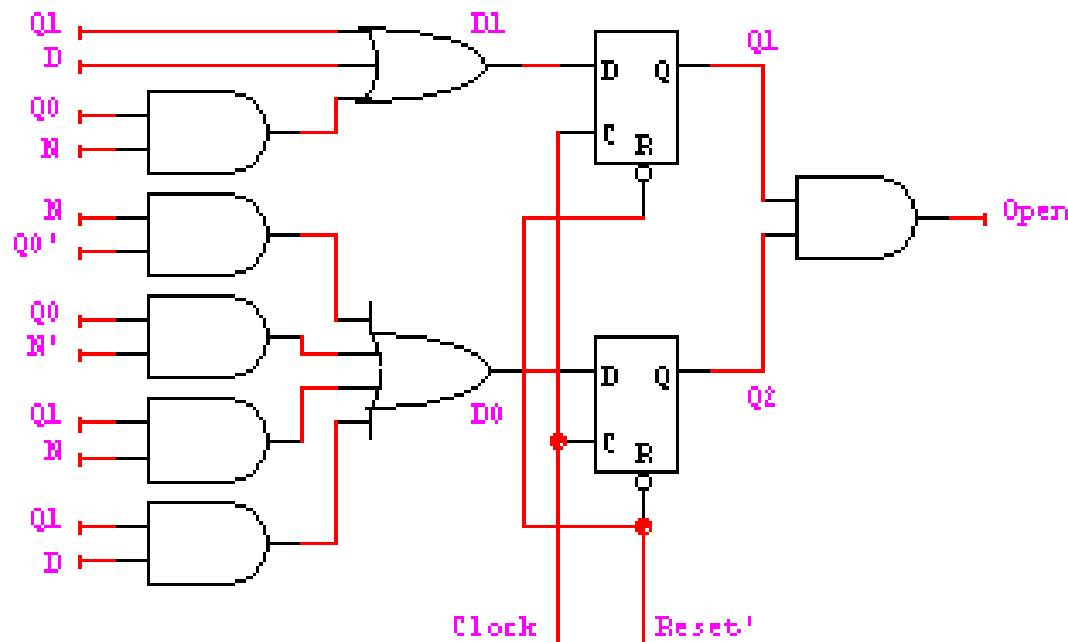 Q1
D
Q0
N
N
Q0'
Q0
N'
Q1
N
Q1
D
D1
D0
D Q
C
R
D Q
C
R
Q1
Q2
Open
Clock
Reset'